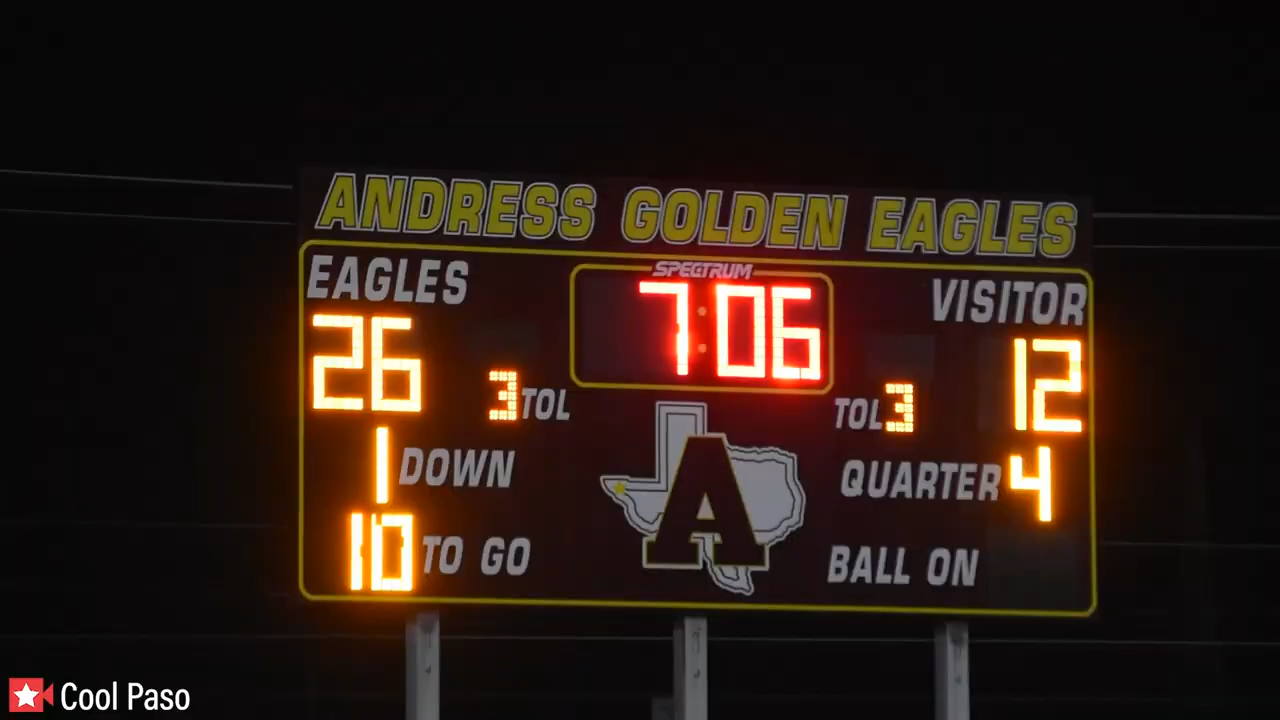 ANDRESS GOLDEN EAGLES
SPECTRUM
EAGLES 7:06 VISITOR
26 3 TOL TOL 3 12
1 DOWN A QUARTER 4
10 TO GO BALL ON
Cool Paso